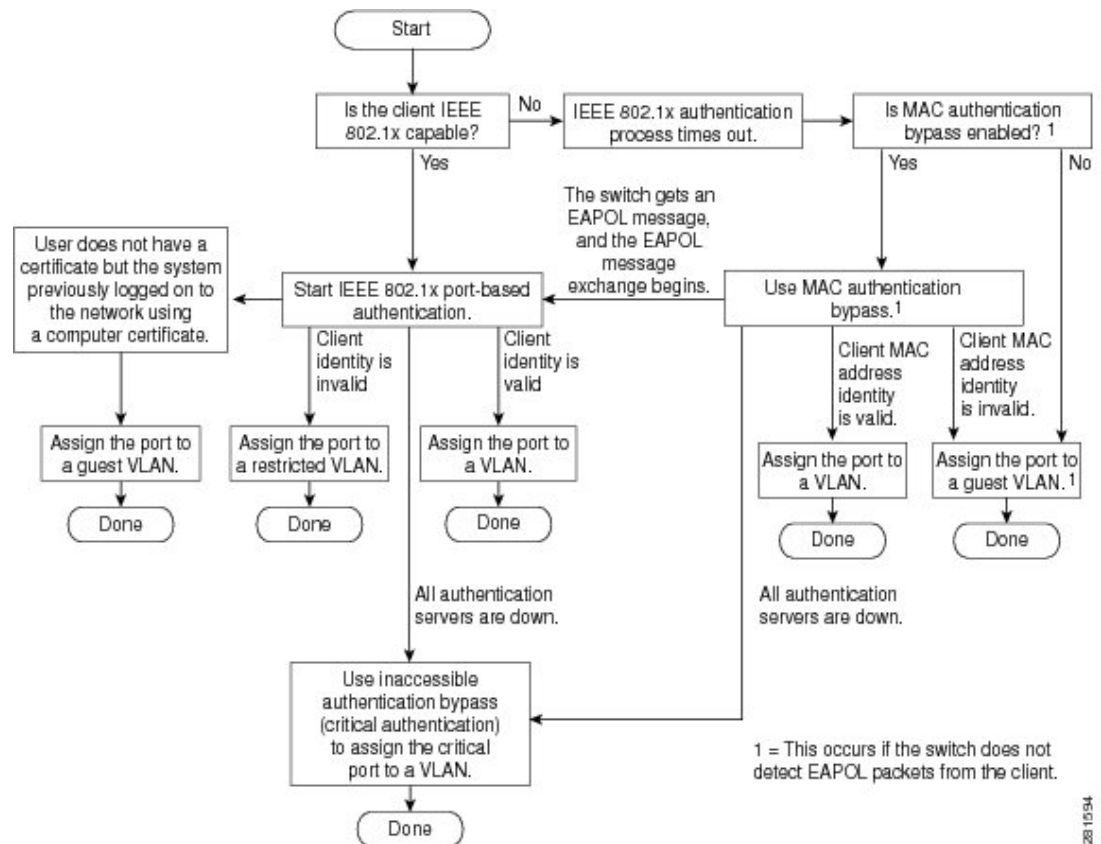 Start
Is the client IEEE
802.1x capable?
No
IEEE 802.1x authentication
process times out.
Is MAC authentication
bypass enabled? 1
Yes
Yes
No
The switch gets an
EAPOL message,
and the EAPOL
message
exchange begins.
User does not have a
certificate but the system
previously logged on to
the network using
a computer certificate.
Start IEEE 802.1x port-based
authentication.
Use MAC authentication
bypass.1
Client
identity is
invalid
Client
identity is
valid
Client MAC
address
identity
is valid.
Client MAC
address
identity
is invalid.
Assign the port to
a guest VLAN.
Assign the port to
a restricted VLAN.
Assign the port to
a VLAN.
Assign the port to
a VLAN.
Assign the port to
a guest VLAN.1
Done
Done
Done
Done
Done
All authentication
servers are down.
All authentication
servers are down.
Use inaccessible
authentication bypass
(critical authentication)
to assign the critical
port to a VLAN.
Done
1 = This occurs if the switch does not
detect EAPOL packets from the client.
281594